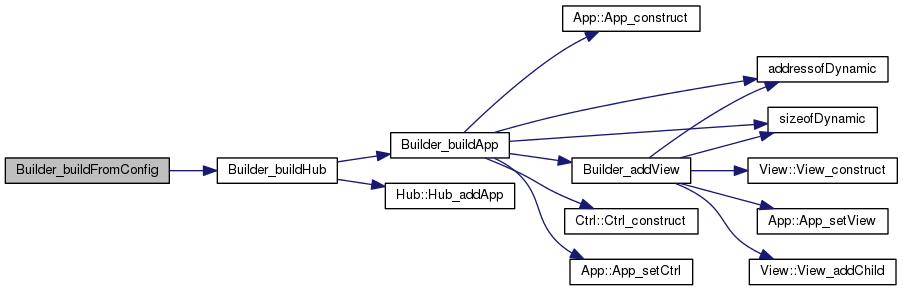 App::App_construct
addressofDynamic
sizeofDynamic
Builder_buildApp
Builder_buildFromConfig
Builder_buildHub
Builder_addView
View::View_construct
Hub::Hub_addApp
Ctrl::Ctrl_construct
App::App_setView
App::App_setCtrl
View::View_addChild